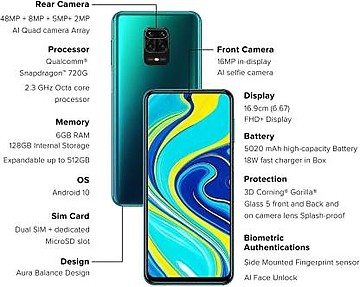 Rear Camera
48MP + 8MP + 5MP+ 2MP
AI Quad camera Array
Processor
Qualcomm®
Snapdragon™ 720G
2.3 GHz Octa core
processor
Memory
6GB RAM
128GB Internal Storage
Expandable up to 512GB
OS
Android 10
Sim Card
Dual SIM + dedicated
MicroSD slot
Design
Aura Balance Design
Front Camera
16MP in-display
AI selfie camera
Display
16.9cm (6.67)
FHD+ Display
Battery
5020 mAh high-capacity Battery
18W fast charger in Box
Protection
3D Corning® Gorilla®
Glass 5 front and Back and
on camera lens Splash-proof
Biometric
Authentications
Side Mounted Fingerprint sensor
AI Face Unlock